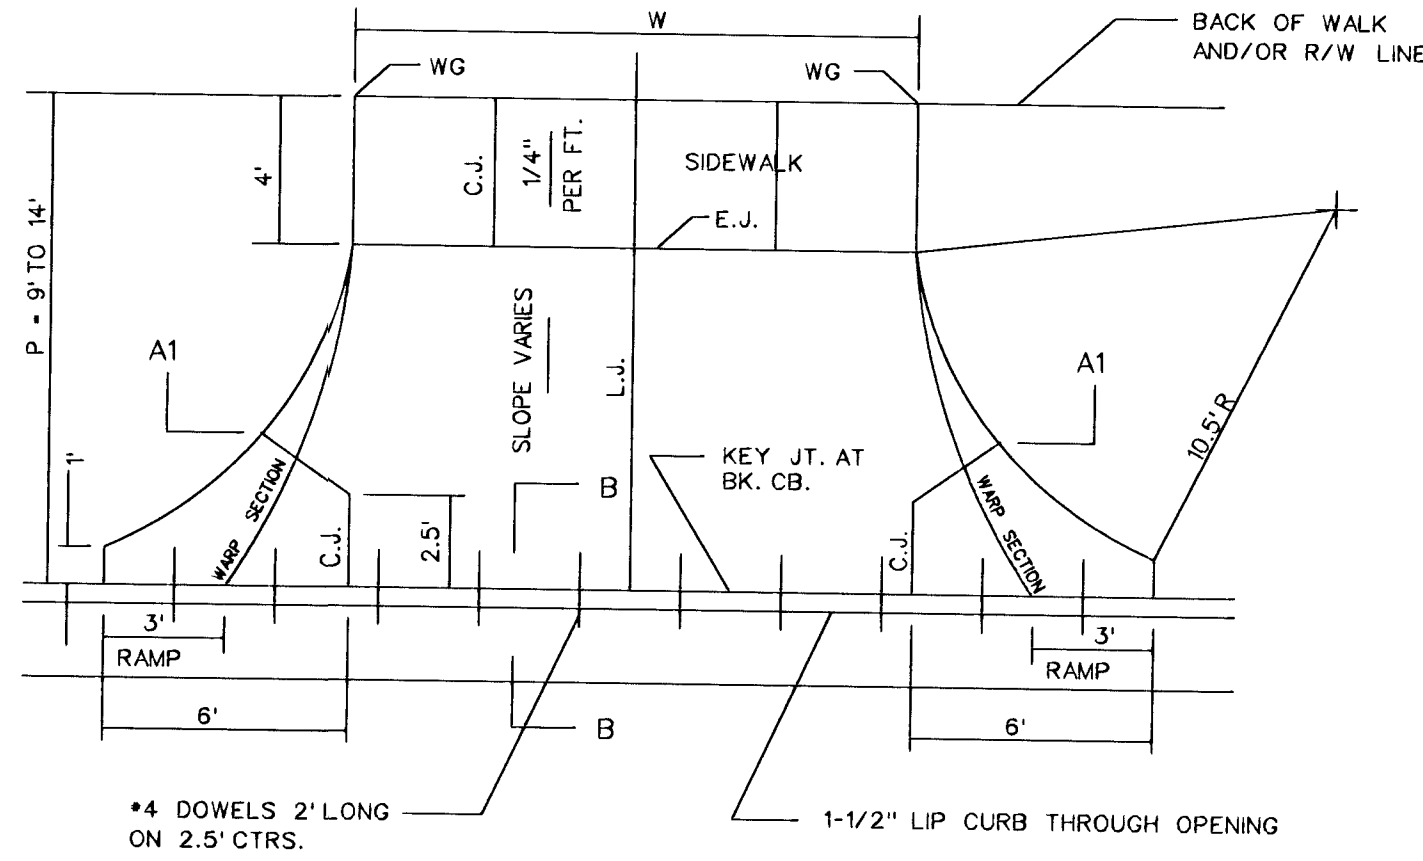 W
BACK OF WALK
AND/OR R/W LINE
WG
WG
4'
C.J.
1/4"
PER FT.
SIDEWALK
E.J.
P - 9' TO 14'
A1
SLOPE VARIES
L.J.
A1
10.5' R
1'
KEY JT. AT
BK. CB.
B
WARP SECTION
C.J.
2.5'
C.J.
WARP SECTION
3'
RAMP
3'
RAMP
6'
B
6'
#4 DOWELS 2' LONG
ON 2.5' CTRS.
1-1/2" LIP CURB THROUGH OPENING